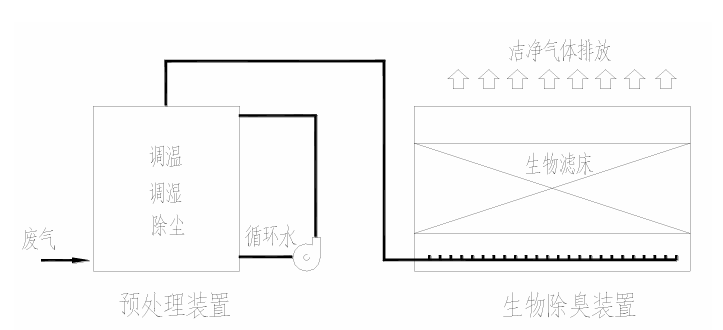 洁净气体排放
调温
调湿
除尘
生物滤床
废气
循环水
预处理装置
生物除臭装置